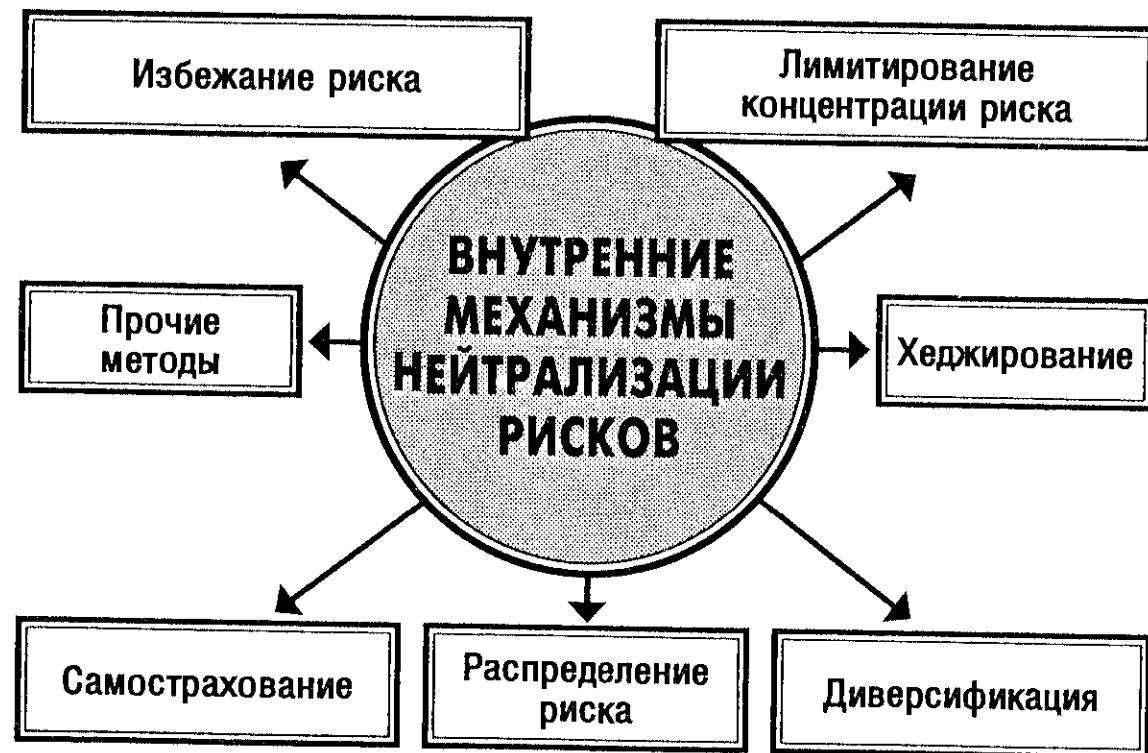 Избежание риска
Лимитирование
концентрации риска
ВНУТРЕННИЕ
МЕХАНИЗМЫ
НЕЙТРАЛИЗАЦИИ
РИСКОВ
Прочие
методы
Хеджирование
Самострахование
Распределение
риска
Диверсификация